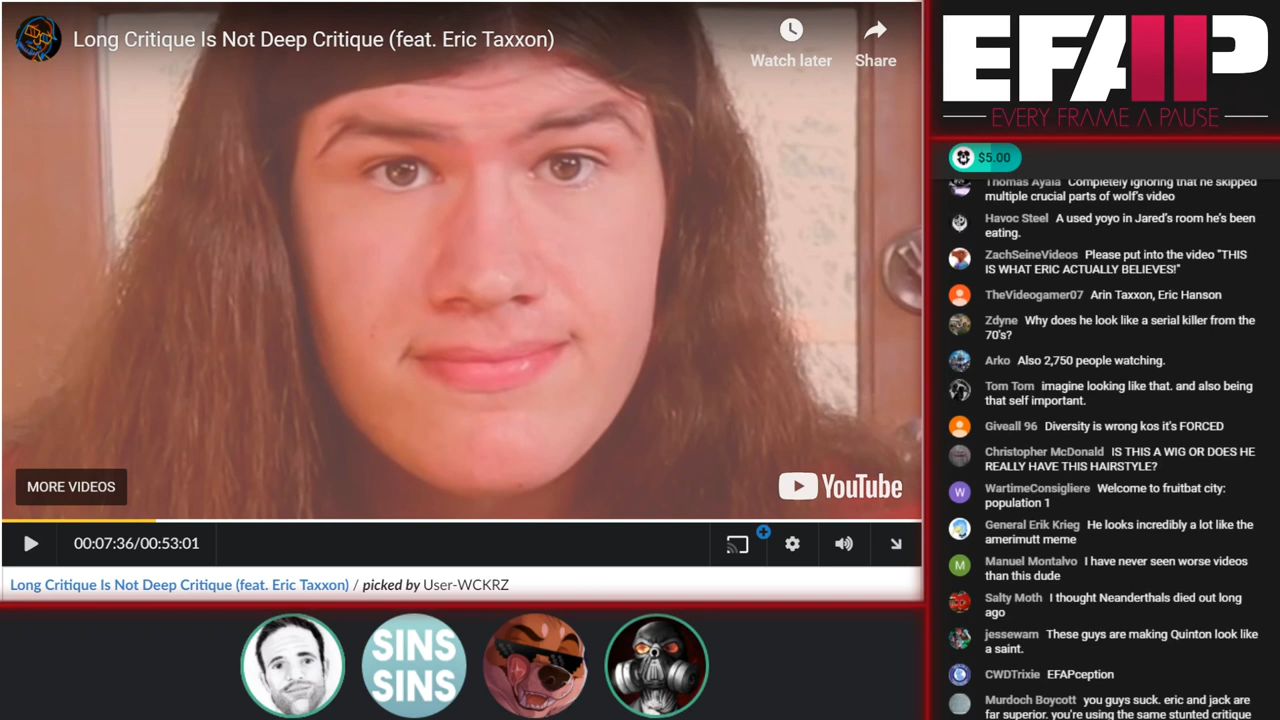 Long Critique Is Not Deep Critique (feat. Eric Taxxon)
Watch later
Share
MORE VIDEOS
YouTube
00:07:36/00:53:01
Long Critique Is Not Deep Critique (feat. Eric Taxxon) / picked by User-WCKRZ
SINS
SINS
EFAP
EVERY FRAME A PAUSE
$5.00
Thomas Ayala Completely ignoring that he skipped
multiple crucial parts of wolf's video
Havoc Steel A used yoyo in Jared's room he's been
eating.
ZachSeineVideos Please put into the video "THIS
IS WHAT ERIC ACTUALLY BELIEVES!"
TheVideogamer07 Arin Taxxon, Eric Hanson
Zdyne Why does he look like a serial killer from the
70's?
Arko Also 2,750 people watching.
Tom Tom imagine looking like that. and also being
that self important.
Giveall 96 Diversity is wrong kos it's FORCED
Christopher McDonald IS THIS A WIG OR DOES HE
REALLY HAVE THIS HAIRSTYLE?
W
WartimeConsigliere Welcome to fruitbat city:
population 1
General Erik Krieg He looks incredibly a lot like the
amerimutt meme
M
Manuel Montalvo I have never seen worse videos
than this dude
Salty Moth I thought Neanderthals died out long
ago
jessewam These guys are making Quinton look like
a saint.
CWDTrixie EFAPception
Murdoch Boycott you guys suck. eric and jack are
far superior. you're using the same stunted critique